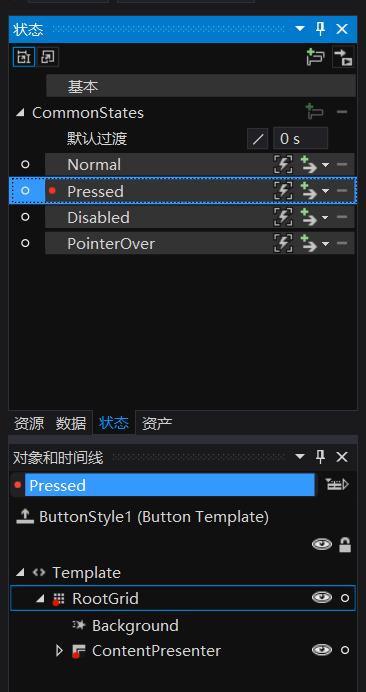 状态
基本
CommonStates
默认过渡 0 s
Normal
Pressed
Disabled
PointerOver
资源 数据 状态 资产
对象和时间线
Pressed
ButtonStyle1 (Button Template)
Template
RootGrid
Background
ContentPresenter